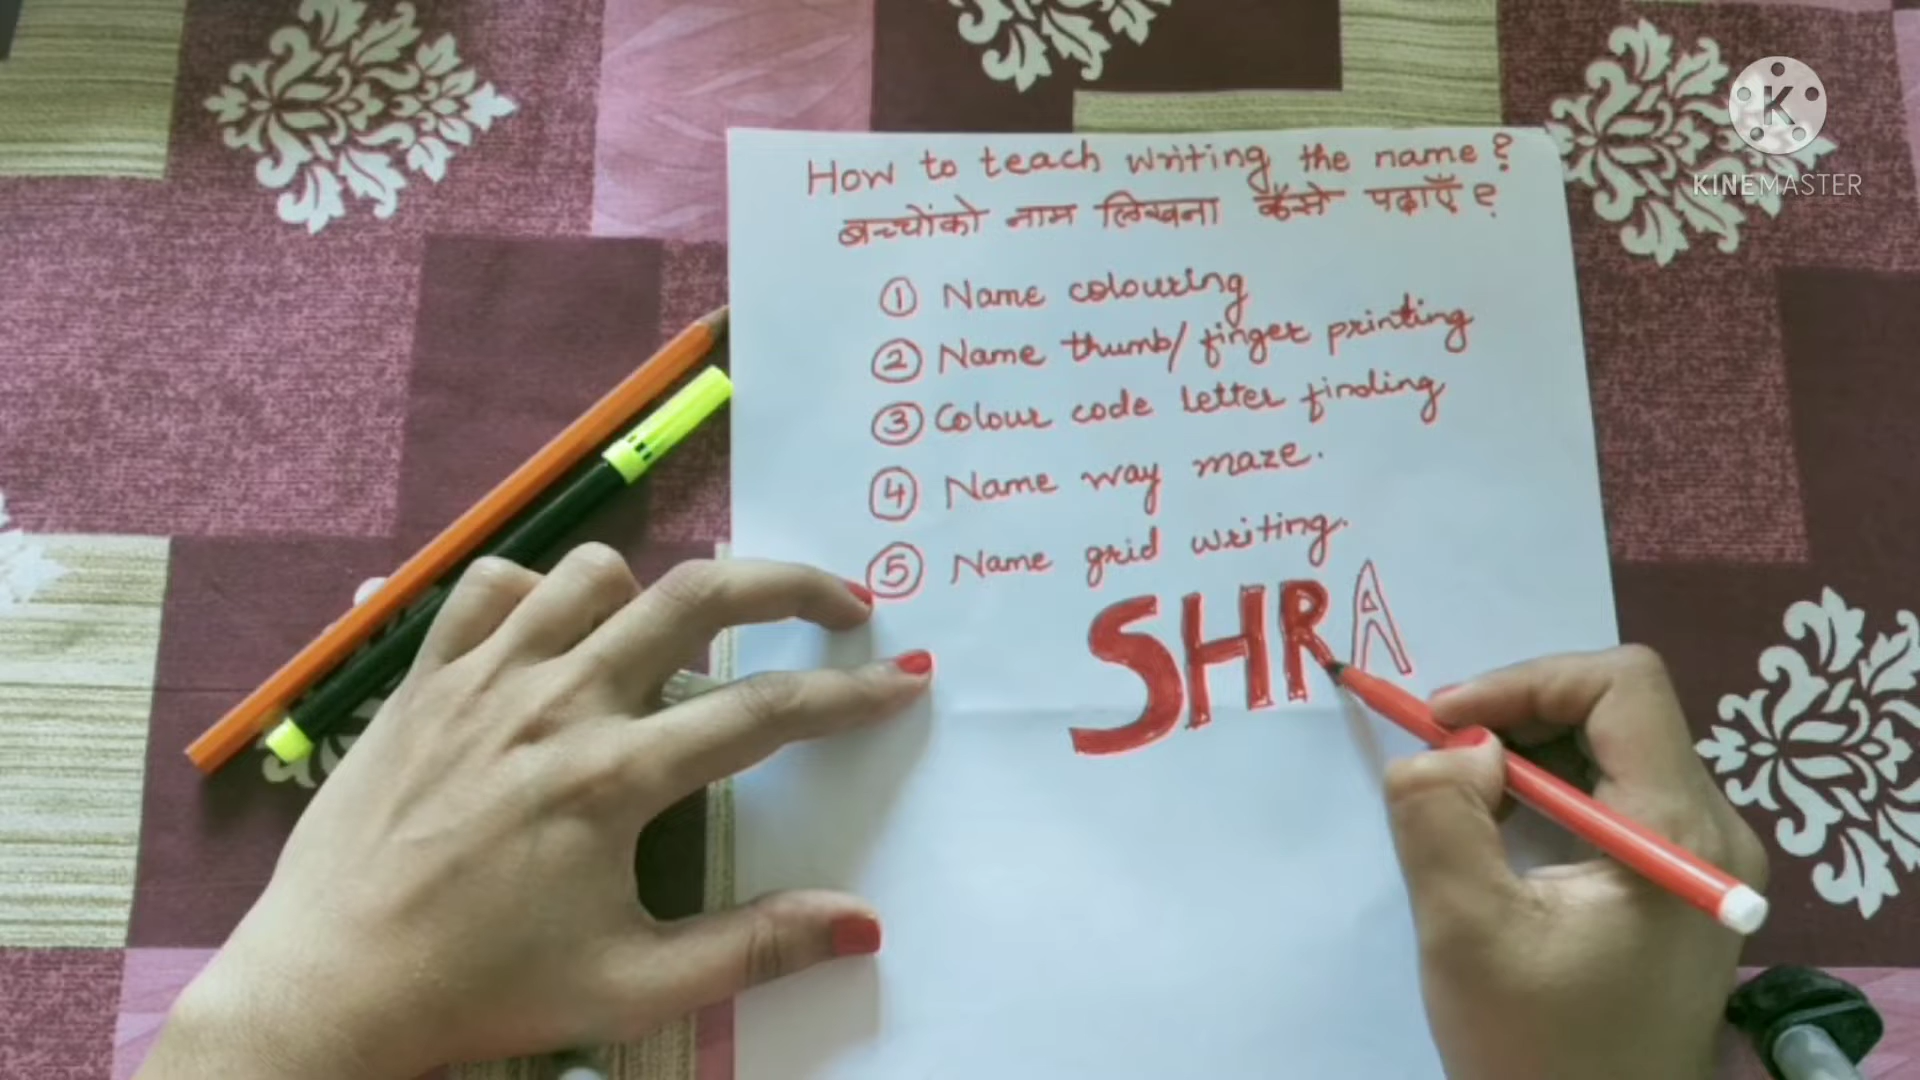 How to teach writing the name?
बच्चोंको नाम लिखना कैसे पढाएँ?
① Name colouring
② Name thumb/finger printing
③ Colour code letter finding
④ Name way maze.
⑤ Name grid writing.
SHRA
K
KINEMASTER